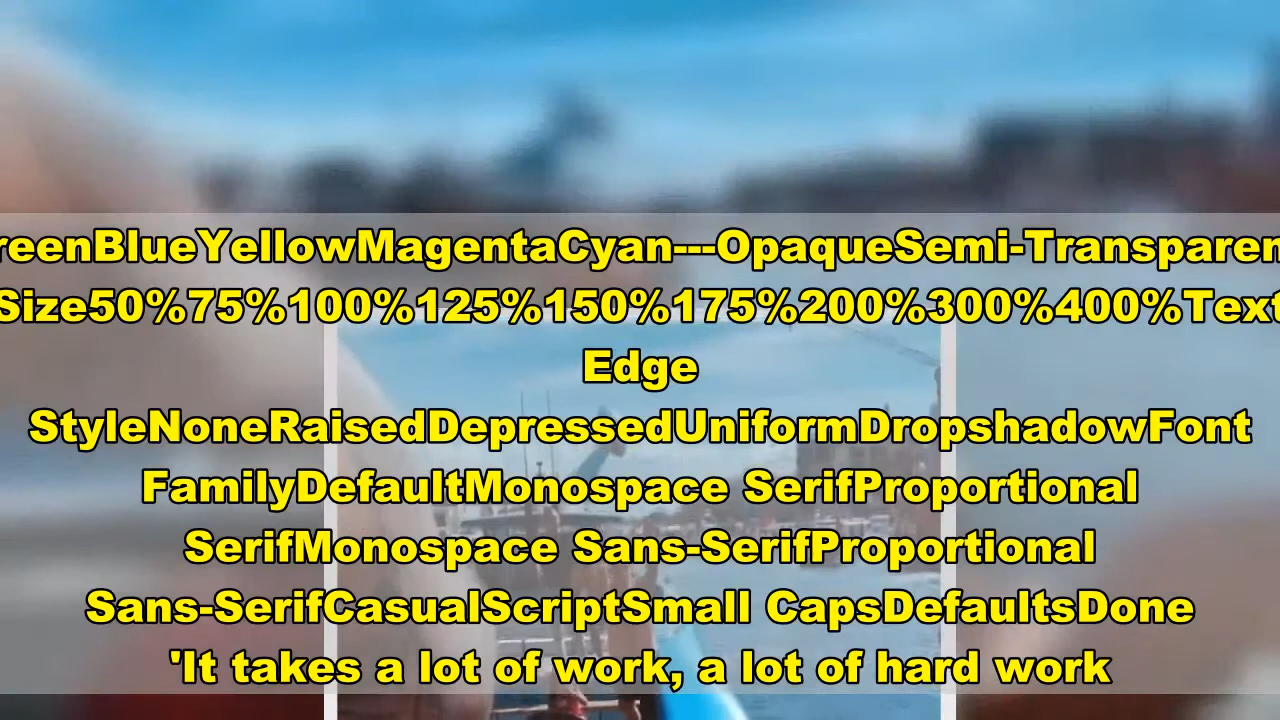 reenBlueYellowMagentaCyan---OpaqueSemi-Transparen
Size50%75%100%125%150%175%200%300%400%Text
Edge
StyleNoneRaisedDepressedUniformDropshadowFont
FamilyDefaultMonospace SerifProportional
SerifMonospace Sans-SerifProportional
Sans-SerifCasualScriptSmall CapsDefaultsDone
'It takes a lot of work, a lot of hard work